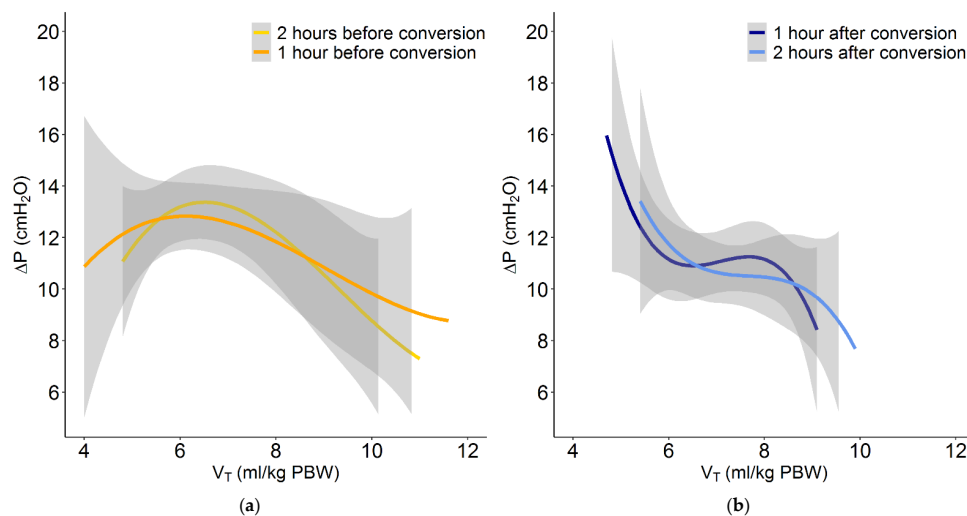 2 hours before conversion
1 hour before conversion
20
18
16
14
12
10
8
6
ΔP (cmH₂O)
4 6 8 10 12
V_T (ml/kg PBW)
(a)
1 hour after conversion
2 hours after conversion
20
18
16
14
12
10
8
6
ΔP (cmH₂O)
4 6 8 10 12
V_T (ml/kg PBW)
(b)